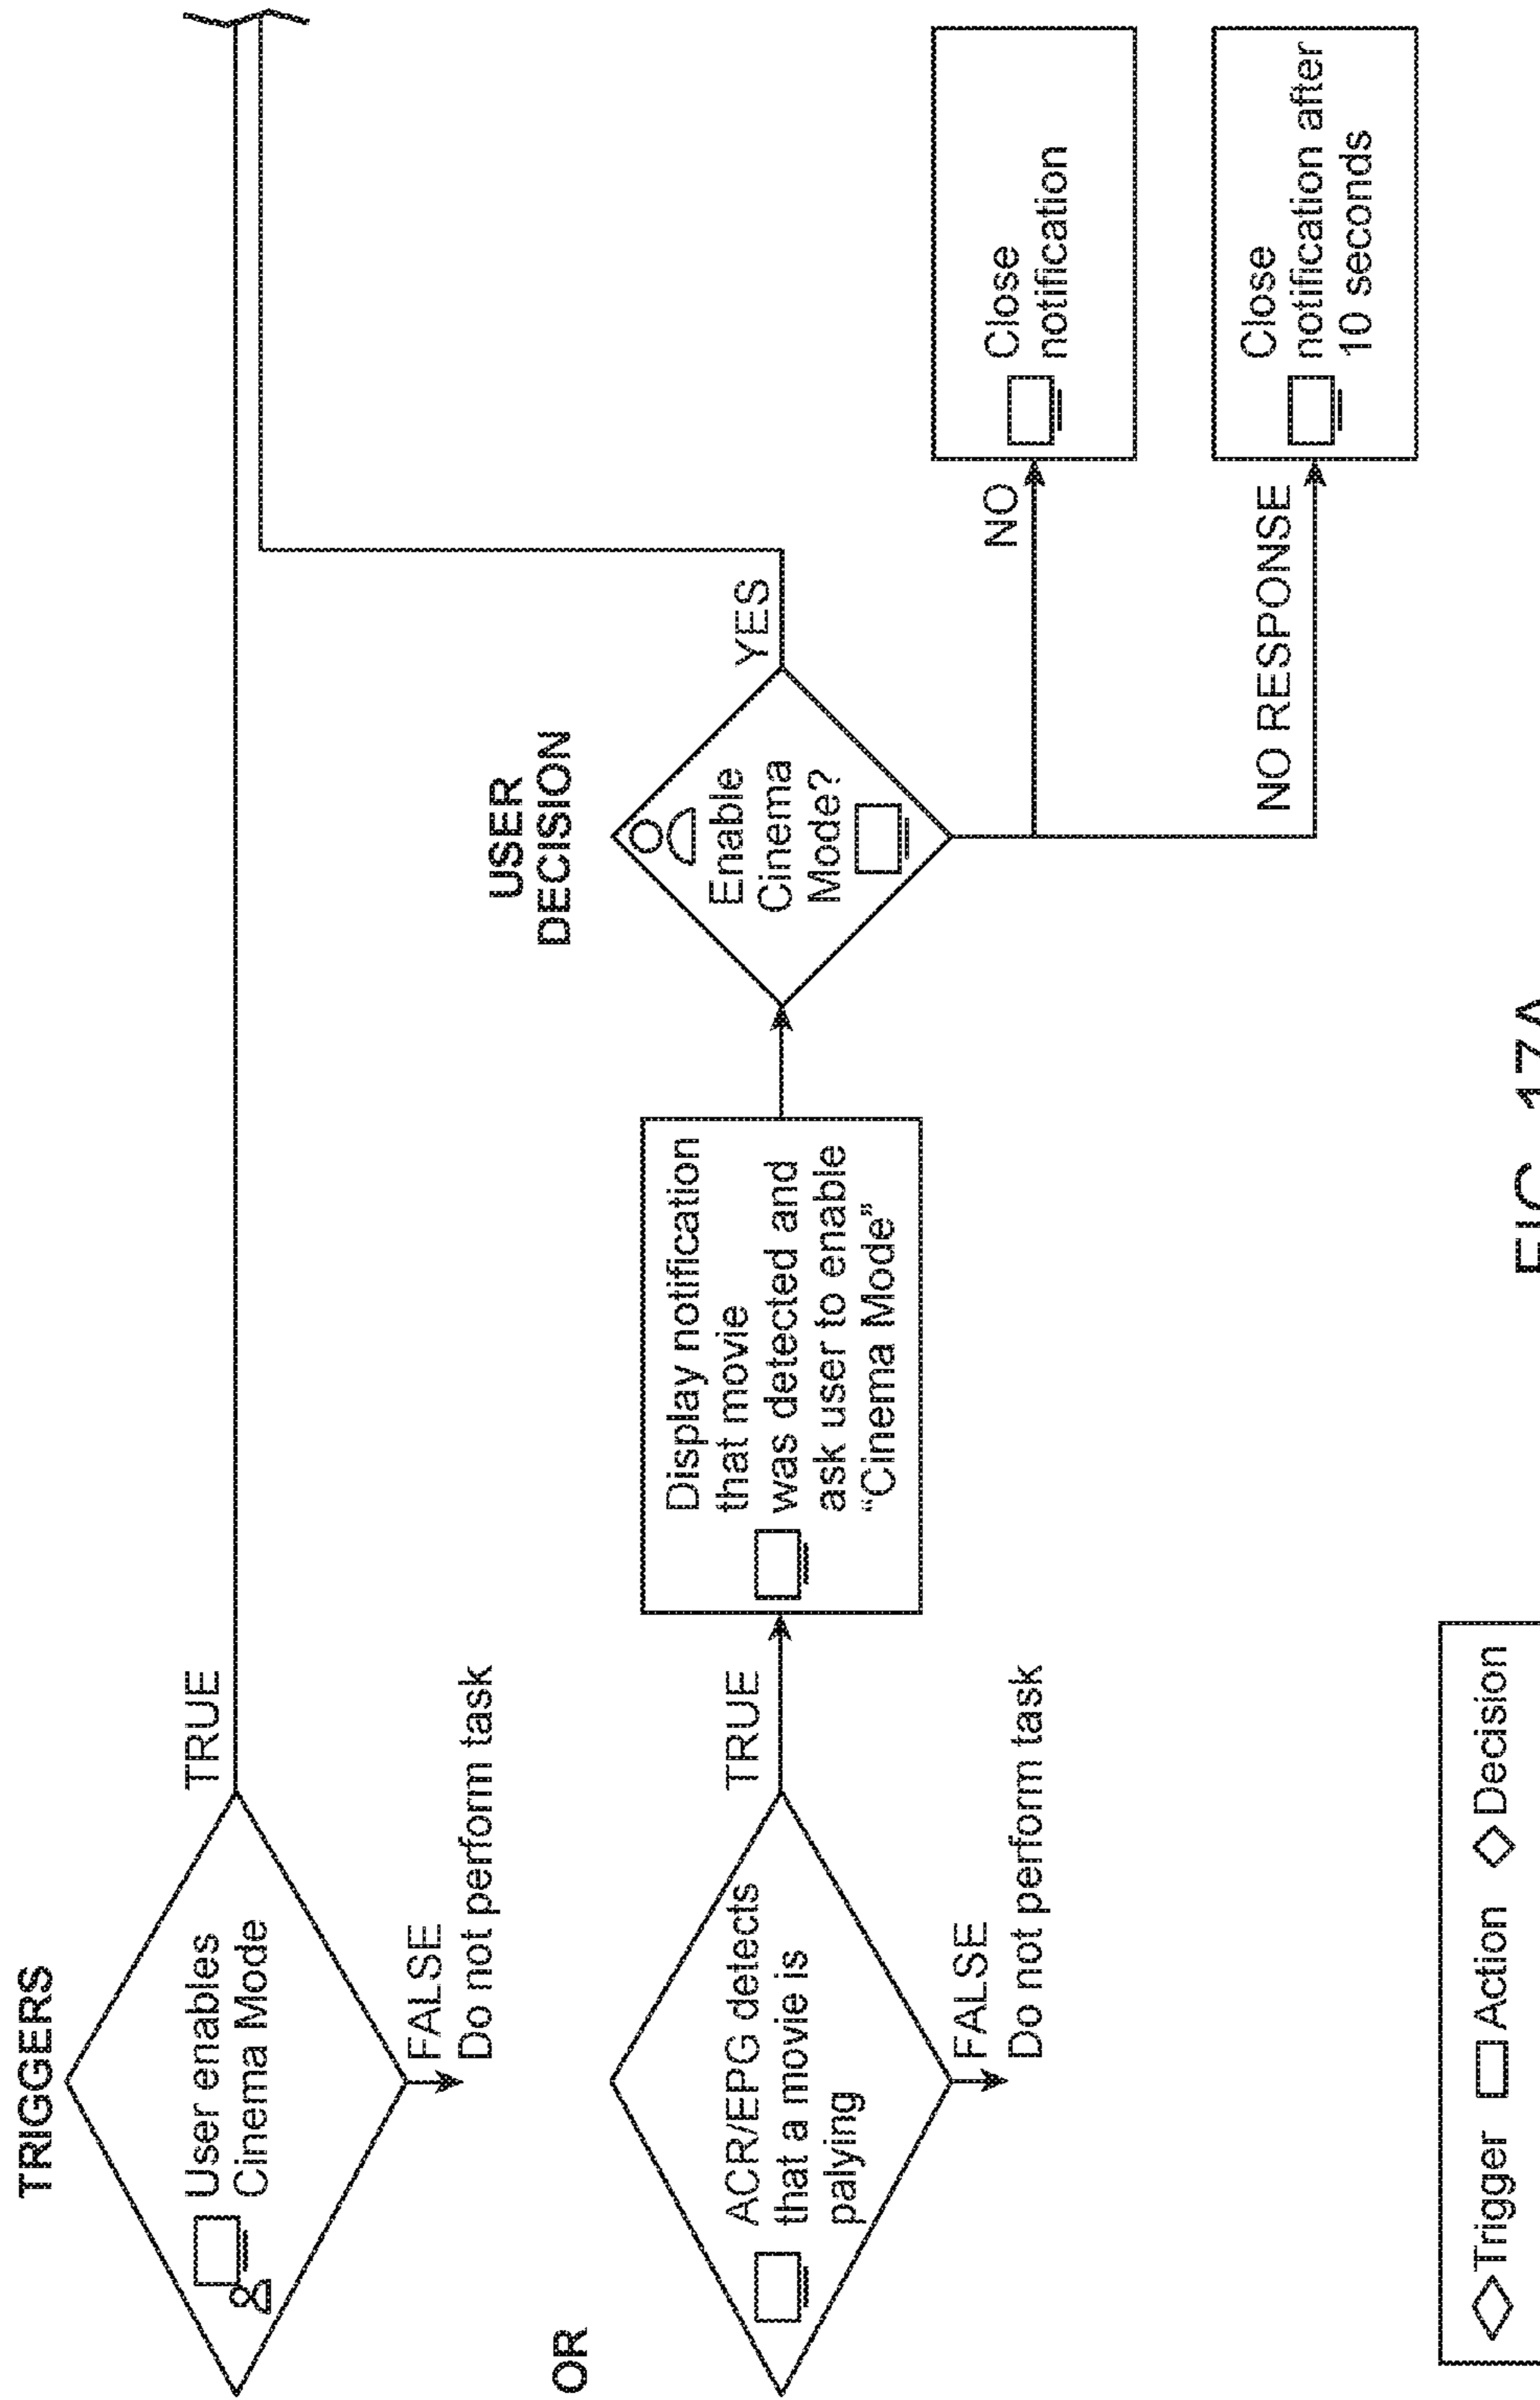 TRIGGERS
User enables
Cinema Mode
TRUE
FALSE
Do not perform task
OR
ACR/EPG detects
that a movie is
palying
TRUE
FALSE
Do not perform task
Display notification
that movie
was detected and
ask user to enable
“Cinema Mode”
USER
DECISION
Enable
Cinema
Mode?
YES
NO
Close
notification
NO RESPONSE
Close
notification after
10 seconds
Trigger Action Decision
FIG. 17A